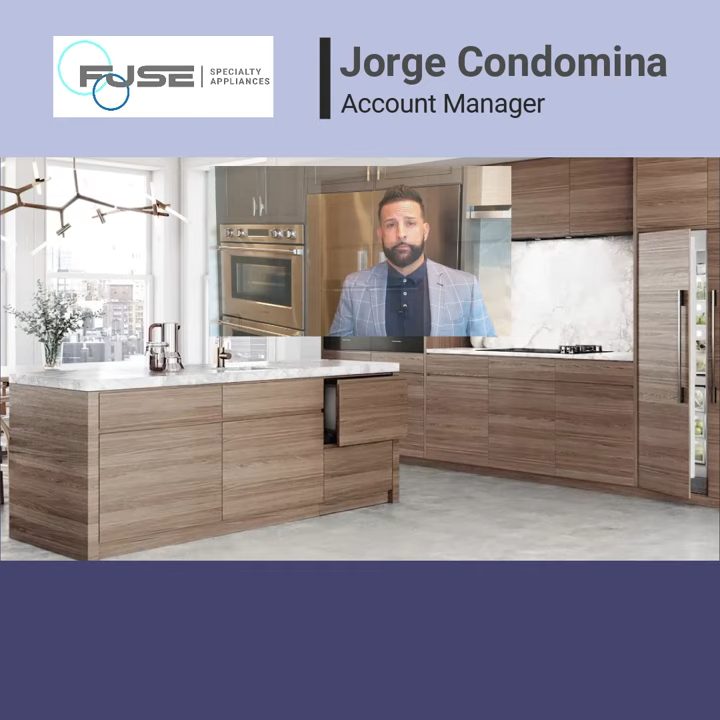 FUSE
SPECIALTY
APPLIANCES
Jorge Condomina
Account Manager